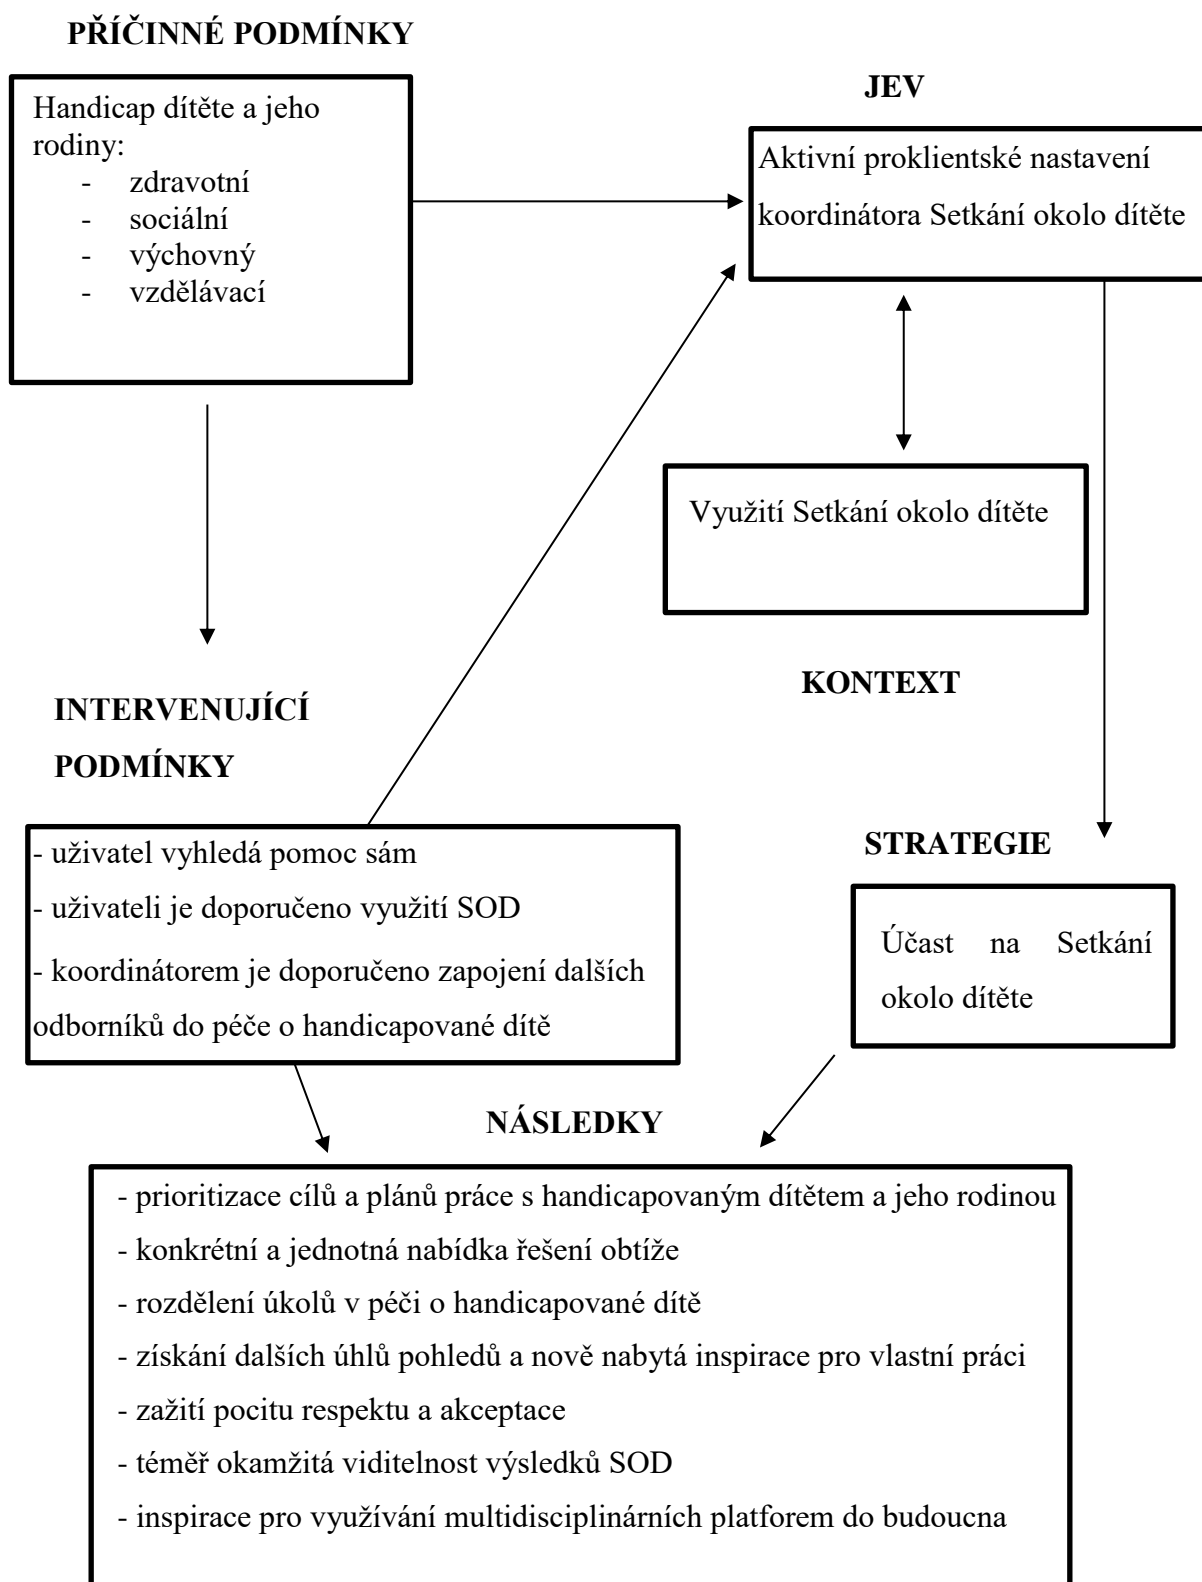 PŘÍČINNÉ PODMÍNKY
Handicap dítěte a jeho
rodiny:
- zdravotní
- sociální
- výchovný
- vzdělávací
JEV
Aktivní proklientské nastavení
koordinátora Setkání okolo dítěte
Využití Setkání okolo dítěte
KONTEXT
INTERVENUJÍCÍ
PODMÍNKY
- uživatel vyhledá pomoc sám
- uživateli je doporučeno využití SOD
- koordinátorem je doporučeno zapojení dalších
odborníků do péče o handicapované dítě
STRATEGIE
Účast na Setkání
okolo dítěte
NÁSLEDKY
- prioritizace cílů a plánů práce s handicapovaným dítětem a jeho rodinou
- konkrétní a jednotná nabídka řešení obtíže
- rozdělení úkolů v péči o handicapované dítě
- získání dalších úhlů pohledů a nově nabytá inspirace pro vlastní práci
- zažití pocitu respektu a akceptace
- téměř okamžitá viditelnost výsledků SOD
- inspirace pro využívání multidisciplinárních platforem do budoucna